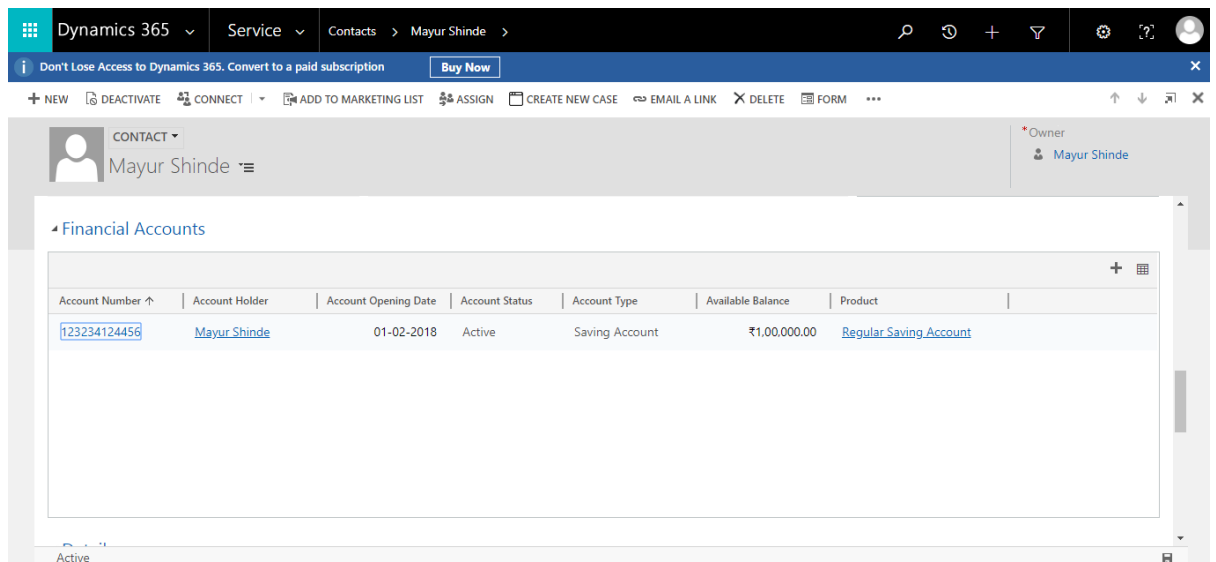 Dynamics 365 Service Contacts > Mayur Shinde >
Don't Lose Access to Dynamics 365. Convert to a paid subscription Buy Now
NEW DEACTIVATE CONNECT ADD TO MARKETING LIST ASSIGN CREATE NEW CASE EMAIL A LINK DELETE FORM ...
CONTACT
Mayur Shinde
*Owner
Mayur Shinde
Financial Accounts
Account Number Account Holder Account Opening Date Account Status Account Type Available Balance Product
123234124456 Mayur Shinde 01-02-2018 Active Saving Account ₹1,00,000.00 Regular Saving Account
Active